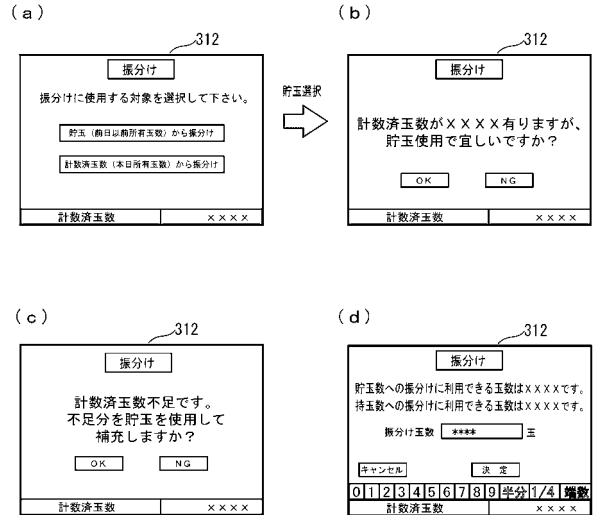 (a)
312
振分け
振分けに使用する対象を選択して下さい。
貯玉（前日以前所有玉数）から振分け
計数済玉数（本日所有玉数）から振分け
計数済玉数 ××××
貯玉選択
(b)
312
振分け
計数済玉数が××××有りますが、
貯玉使用で宜しいですか？
OK NG
計数済玉数 ××××
(c)
312
振分け
計数済玉数不足です。
不足分を貯玉を使用して
補充しますか？
OK NG
計数済玉数 ××××
(d)
312
振分け
貯玉数への振分けに利用できる玉数は××××です。
持玉数への振分けに利用できる玉数は××××です。
振分け玉数 **** 玉
キャンセル 決定
0 1 2 3 4 5 6 7 8 9 半分 1/4 端数
計数済玉数 ××××